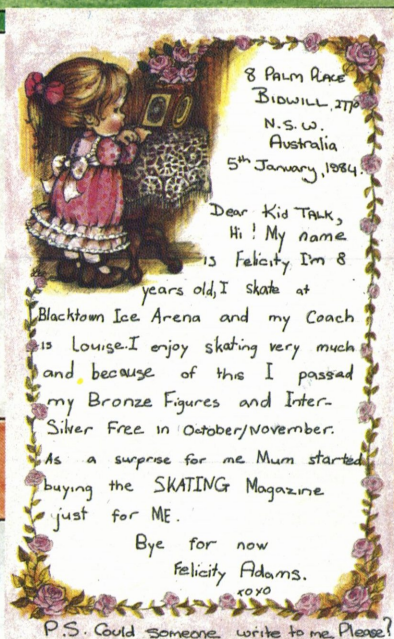 8 PALM PLACE
BIDWILL, 2770
N.S.W.
Australia
5th January, 1984.
Dear Kid TALK,
Hi! My name
is Felicity I'm 8
years old, I skate at
Blacktown Ice Arena and my Coach
is Louise. I enjoy skating very much
and because of this I passed
my Bronze Figures and Inter-
Silver Free in October/November.
As a surprise for me Mum started
buying the SKATING Magazine
just for ME.
Bye for now
Felicity Adams.
xoxo
P.S. Could someone write to me Please?